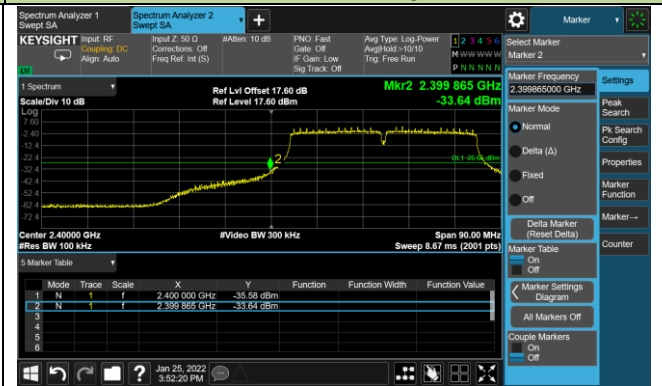 Spectrum Analyzer 1
Swept SA
Spectrum Analyzer 2
Swept SA
+
Marker
KEYSIGHT
Input: RF
Coupling: DC
Align: Auto
Input Z: 50 Ω
Corrections: Off
Freq Ref: Int (S)
#Atten: 10 dB
PNO: Fast
Gate: Off
IF Gain: Low
Sig Track: Off
Avg Type: Log-Power
Avg|Hold:>10/10
Trig: Free Run
1 2 3 4 5 6
M W W W W W
P N N N N N
LXI
Select Marker
Marker 2
1 Spectrum
Scale/Div 10 dB
Log
Ref Lvl Offset 17.60 dB
Ref Level 17.60 dBm
Mkr2 2.399 865 GHz
-33.64 dBm
7.60
-2.40
-12.4
-22.4
-32.4
-42.4
-52.4
-62.4
-72.4
2
Center 2.40000 GHz
#Res BW 100 kHz
#Video BW 300 kHz
Span 90.00 MHz
Sweep 8.67 ms (2001 pts)
5 Marker Table
Mode Trace Scale X Y Function Function Width Function Value
1 N 1 f 2.400 000 GHz -35.58 dBm
2 N 1 f 2.399 865 GHz -33.64 dBm
3
4
5
6
Marker Frequency
2.399865000 GHz
Marker Mode
Normal
Delta (Δ)
Fixed
Off
Delta Marker
(Reset Delta)
Marker Table
On
Off
Marker Settings
Diagram
All Markers Off
Couple Markers
On
Off
Settings
Peak
Search
Pk Search
Config
Properties
Marker
Function
Marker→
Counter
?
Jan 25, 2022
3:52:20 PM